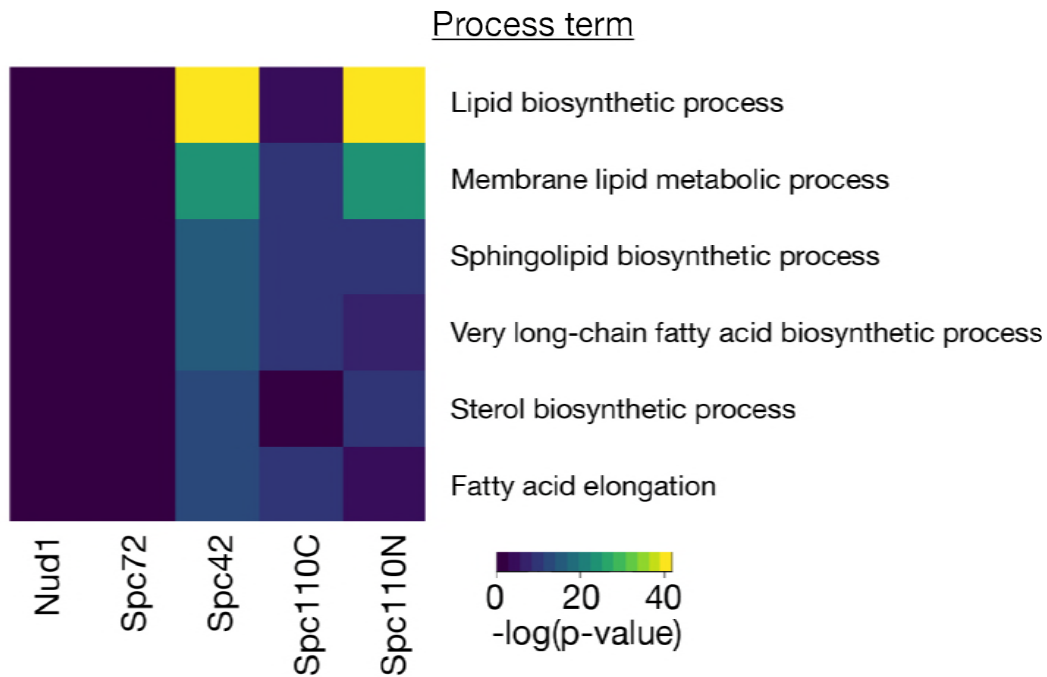 Process term
Lipid biosynthetic process
Membrane lipid metabolic process
Sphingolipid biosynthetic process
Very long-chain fatty acid biosynthetic process
Sterol biosynthetic process
Fatty acid elongation
Nud1
Spc72
Spc42
Spc110C
Spc110N
0 20 40
-log(p-value)